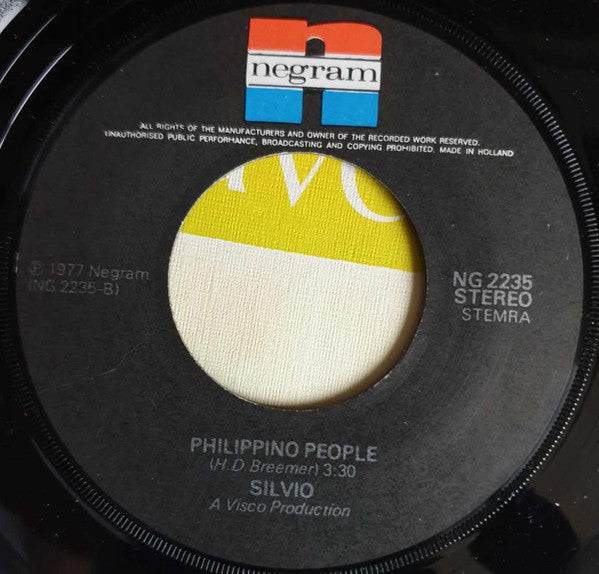 negram
ALL RIGHTS OF THE MANUFACTURERS AND OWNER OF THE RECORDED WORK RESERVED.
UNAUTHORISED PUBLIC PERFORMANCE, BROADCASTING AND COPYING PROHIBITED. MADE IN HOLLAND
℗ 1977 Negram
(NG 2235-B)
NG 2235
STEREO
STEMRA
PHILIPPINO PEOPLE
(H.D Breemer) 3:30
SILVIO
A Visco Production